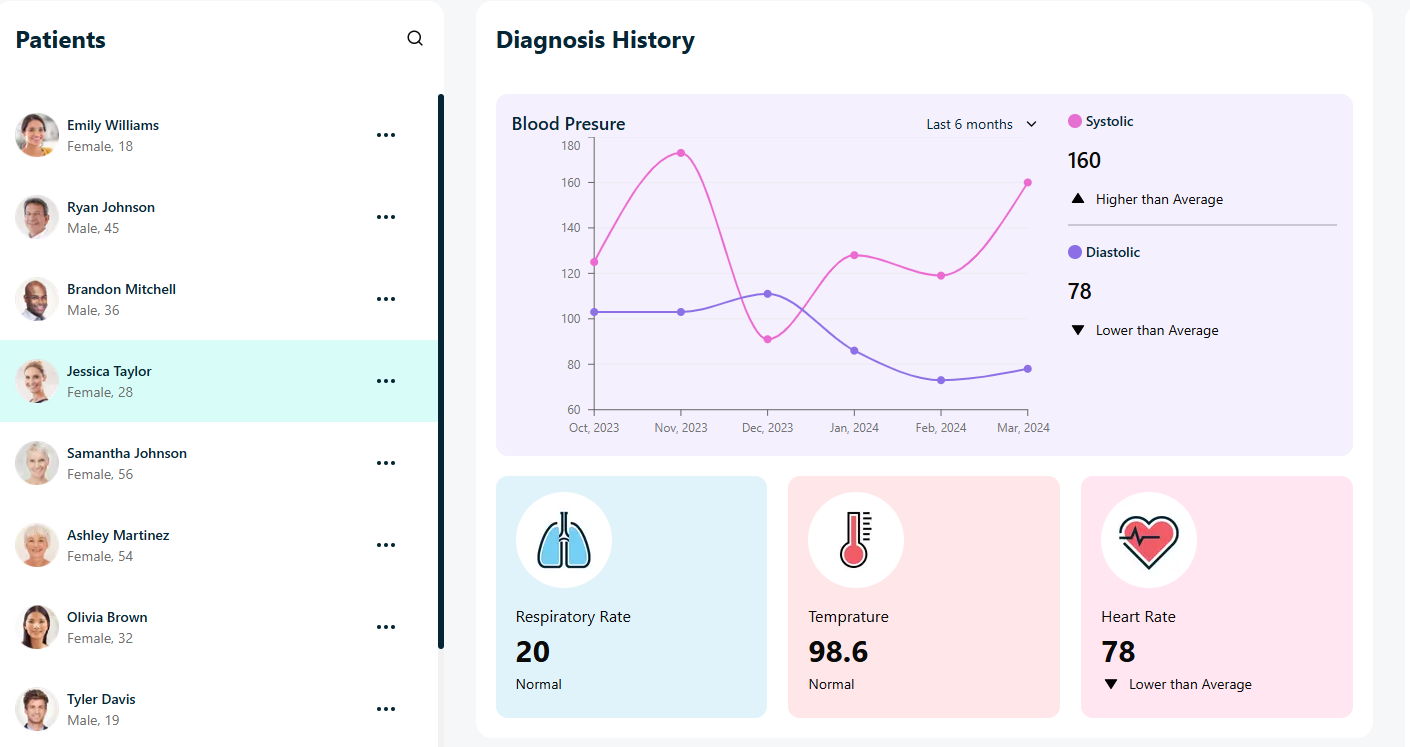 Patients
Emily Williams
Female, 18
Ryan Johnson
Male, 45
Brandon Mitchell
Male, 36
Jessica Taylor
Female, 28
Samantha Johnson
Female, 56
Ashley Martinez
Female, 54
Olivia Brown
Female, 32
Tyler Davis
Male, 19
Diagnosis History
Blood Presure
Last 6 months
180
160
140
120
100
80
60
Oct, 2023 Nov, 2023 Dec, 2023 Jan, 2024 Feb, 2024 Mar, 2024
Systolic
160
Higher than Average
Diastolic
78
Lower than Average
Respiratory Rate
20
Normal
Temprature
98.6
Normal
Heart Rate
78
Lower than Average